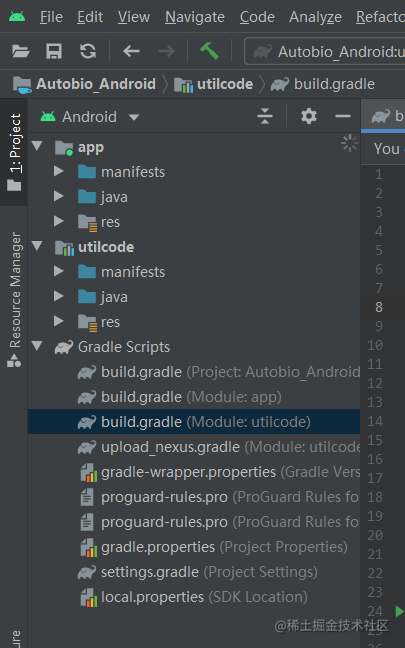 File Edit View Navigate Code Analyze Refacto
Autobio_Android:u
Autobio_Android utilcode build.gradle
1: Project
Resource Manager
Android
b
You
app
manifests
java
res
utilcode
manifests
java
res
Gradle Scripts
build.gradle (Project: Autobio_Android
build.gradle (Module: app)
build.gradle (Module: utilcode)
upload_nexus.gradle (Module: utilcode
gradle-wrapper.properties (Gradle Vers
proguard-rules.pro (ProGuard Rules fo
proguard-rules.pro (ProGuard Rules fo
gradle.properties (Project Properties)
settings.gradle (Project Settings)
local.properties (SDK Location)
1
2
3
4
5
6
7
8
9
10
11
12
13
14
15
16
17
18
19
20
21
22
23
24
25
@稀土掘金技术社区